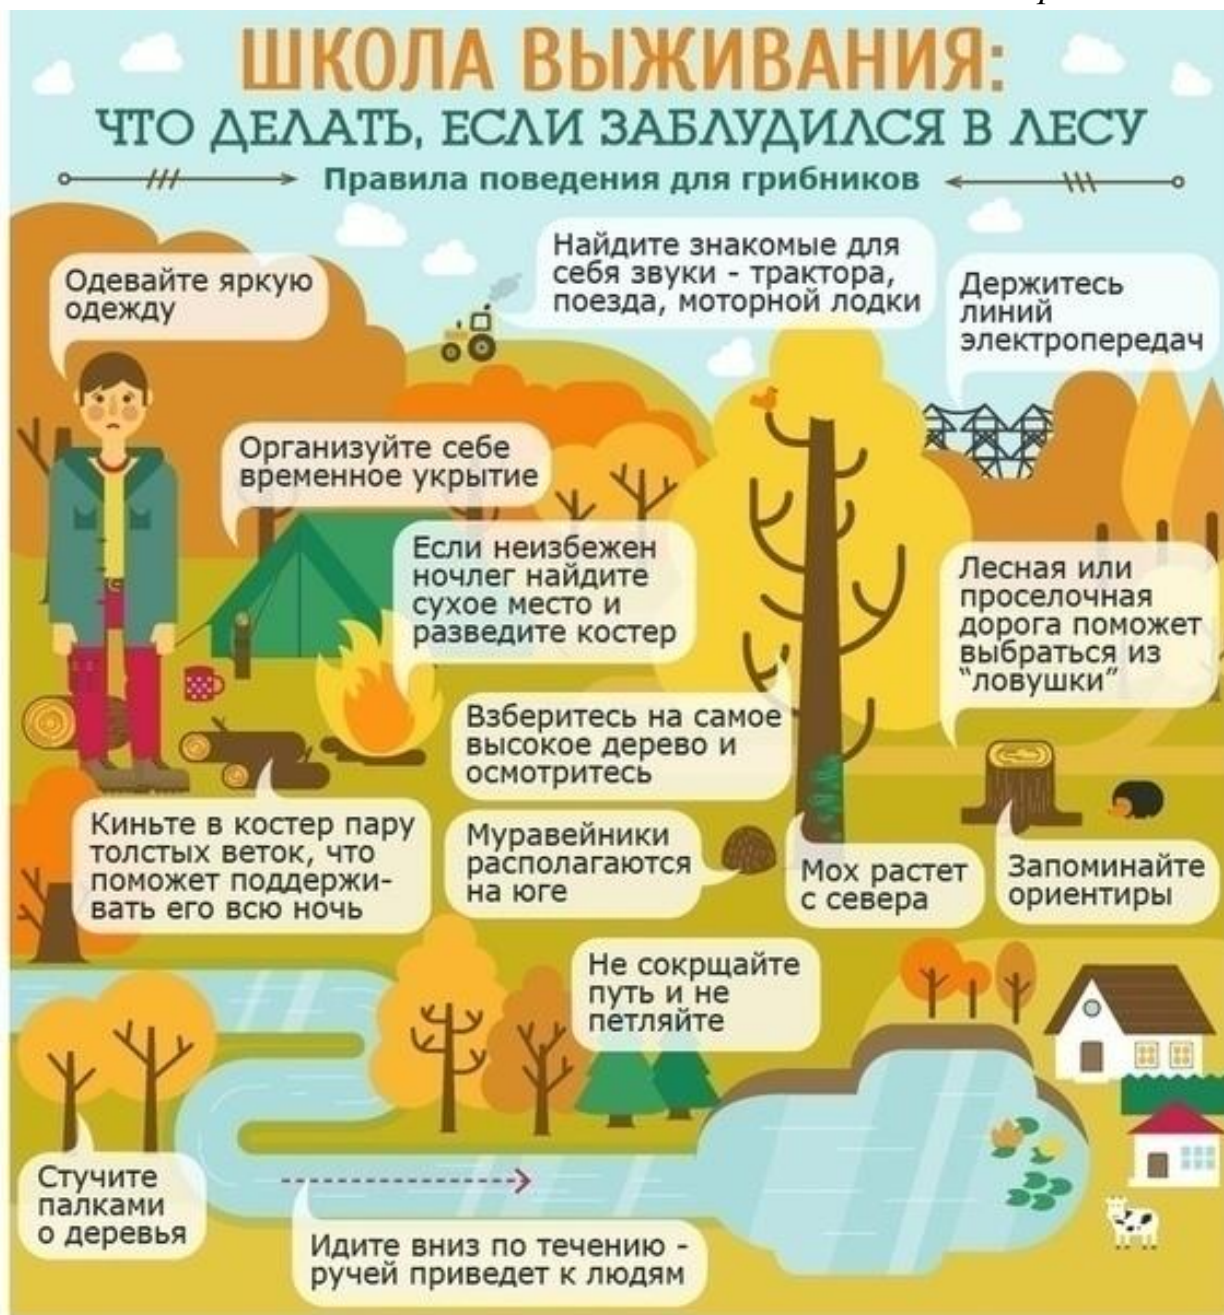 ШКОЛА ВЫЖИВАНИЯ:
ЧТО ДЕЛАТЬ, ЕСЛИ ЗАБЛУДИЛСЯ В ЛЕСУ
Правила поведения для грибников
Одевайте яркую
одежду
Найдите знакомые для
себя звуки - трактора,
поезда, моторной лодки
Держитесь
линий
электропередач
Организуйте себе
временное укрытие
Если неизбежен
ночлег найдите
сухое место и
разведите костер
Лесная или
проселочная
дорога поможет
выбраться из
“ловушки”
Взберитесь на самое
высокое дерево и
осмотритесь
Киньте в костер пару
толстых веток, что
поможет поддержи-
вать его всю ночь
Муравейники
располагаются
на юге
Мох растет
с севера
Запоминайте
ориентиры
Не сокрщайте
путь и не
петляйте
Стучите
палками
о деревья
Идите вниз по течению -
ручей приведет к людям